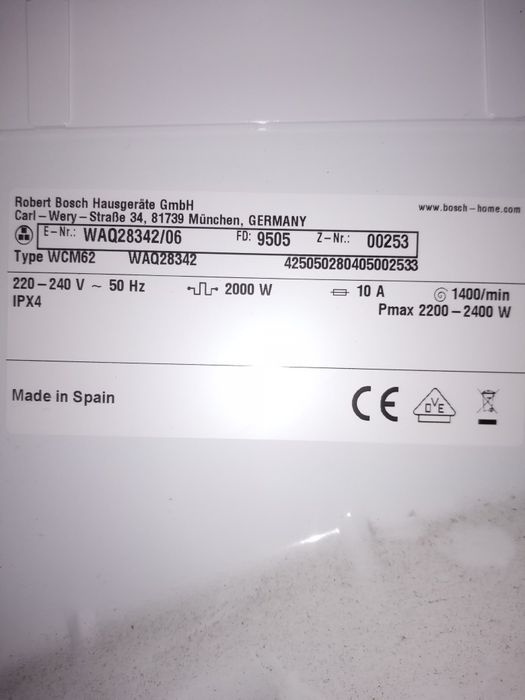 Robert Bosch Hausgeräte GmbH
www.bosch-home.com
Carl-Wery-Straße 34, 81739 München, GERMANY
E-Nr.: WAQ28342/06 FD: 9505 Z-Nr.: 00253
Type WCM62 WAQ28342 425050280405002533
220-240 V ~ 50 Hz 2000 W 10 A 1400/min
IPX4 Pmax 2200-2400 W
Made in Spain CE OVE